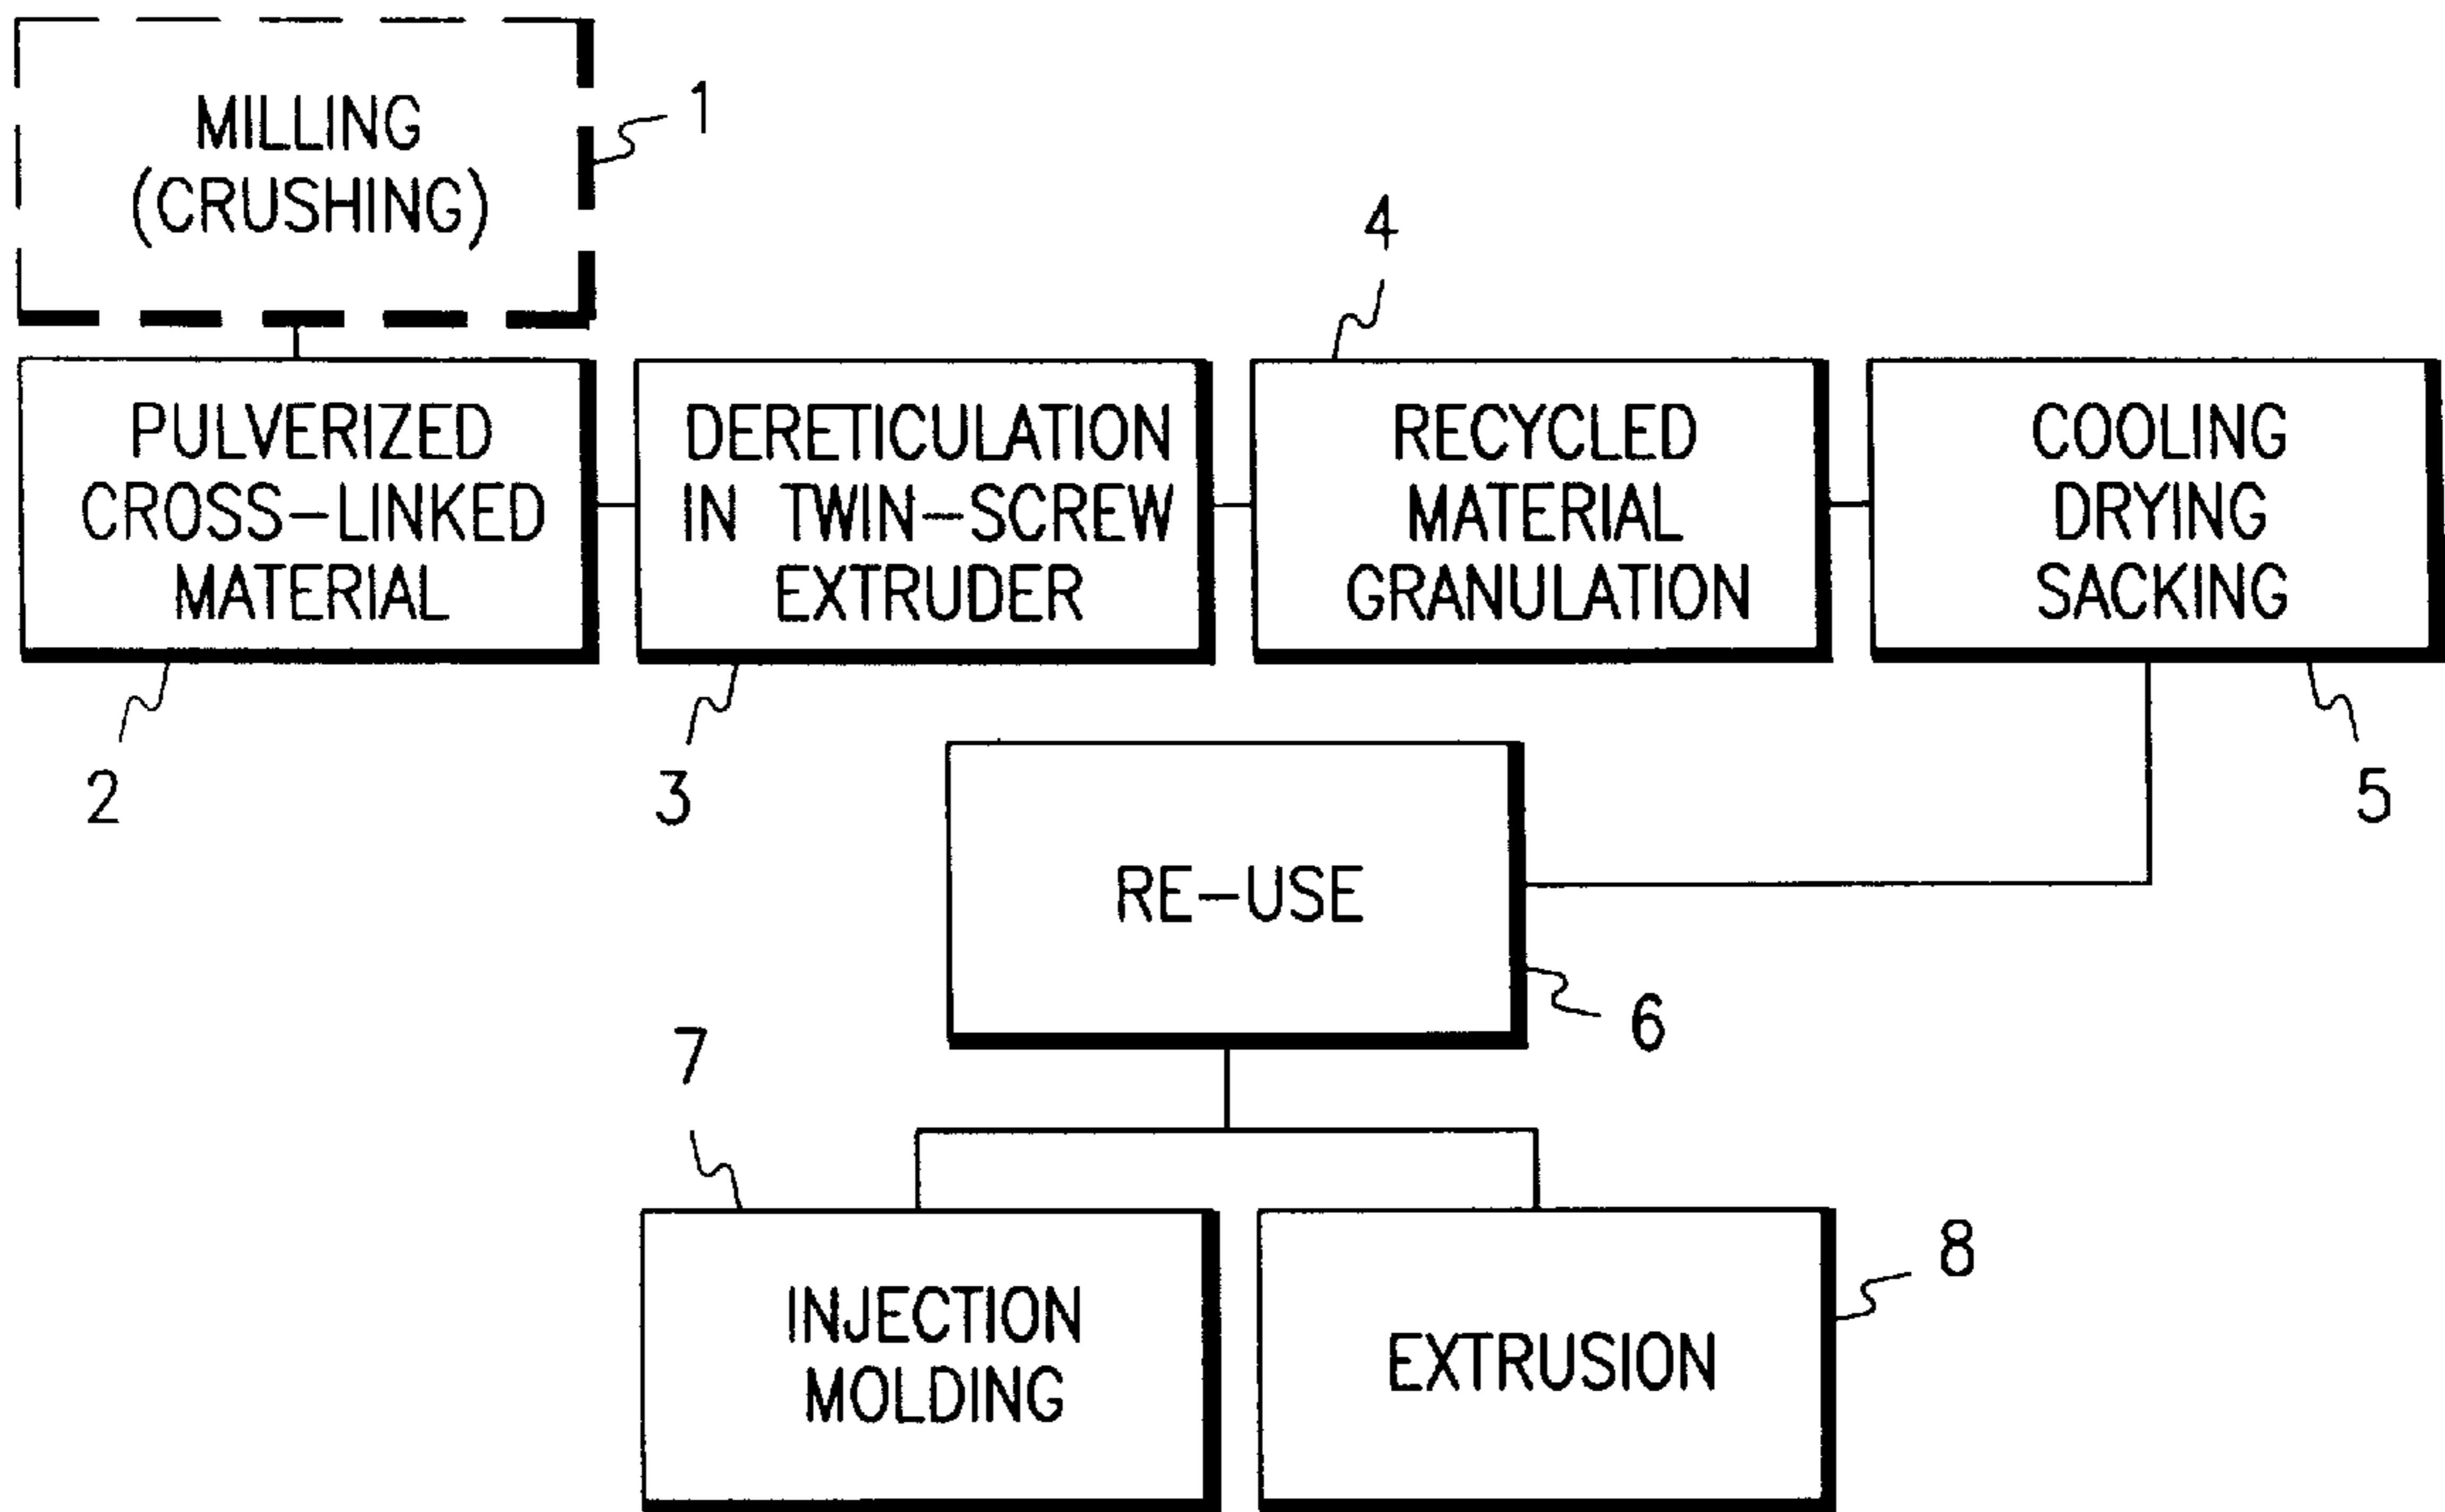 MILLING
(CRUSHING)
1
PULVERIZED
CROSS-LINKED
MATERIAL
2
DERETICULATION
IN TWIN-SCREW
EXTRUDER
3
4
RECYCLED
MATERIAL
GRANULATION
COOLING
DRYING
SACKING
5
RE-USE
6
7
INJECTION
MOLDING
EXTRUSION
8